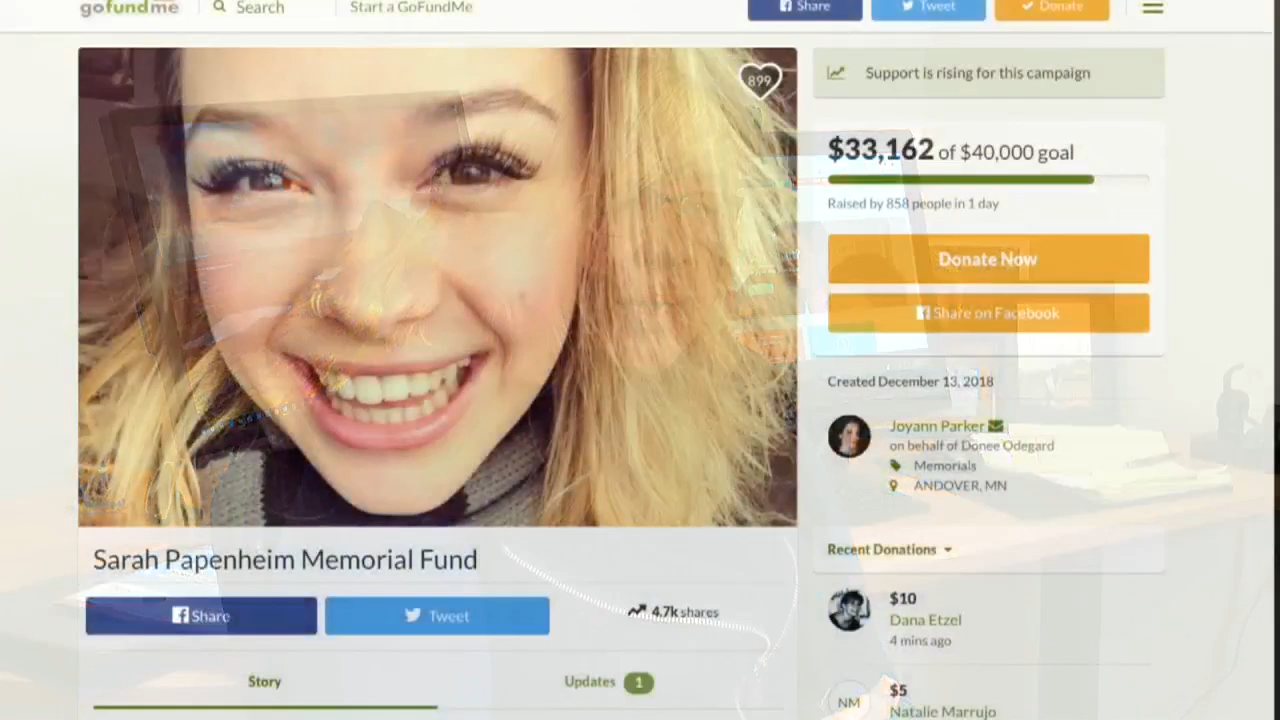 gofundme
Search
Start a GoFundMe
Share
Tweet
Donate
899
Support is rising for this campaign
$33,162 of $40,000 goal
Raised by 858 people in 1 day
Donate Now
Share on Facebook
Created December 13, 2018
Joyann Parker
on behalf of Donee Odegard
Memorials
ANDOVER, MN
Sarah Papenheim Memorial Fund
Share
Tweet
4.7k shares
Story
Updates 1
Recent Donations
$10
Dana Etzel
4 mins ago
NM
$5
Natalie Marrujo